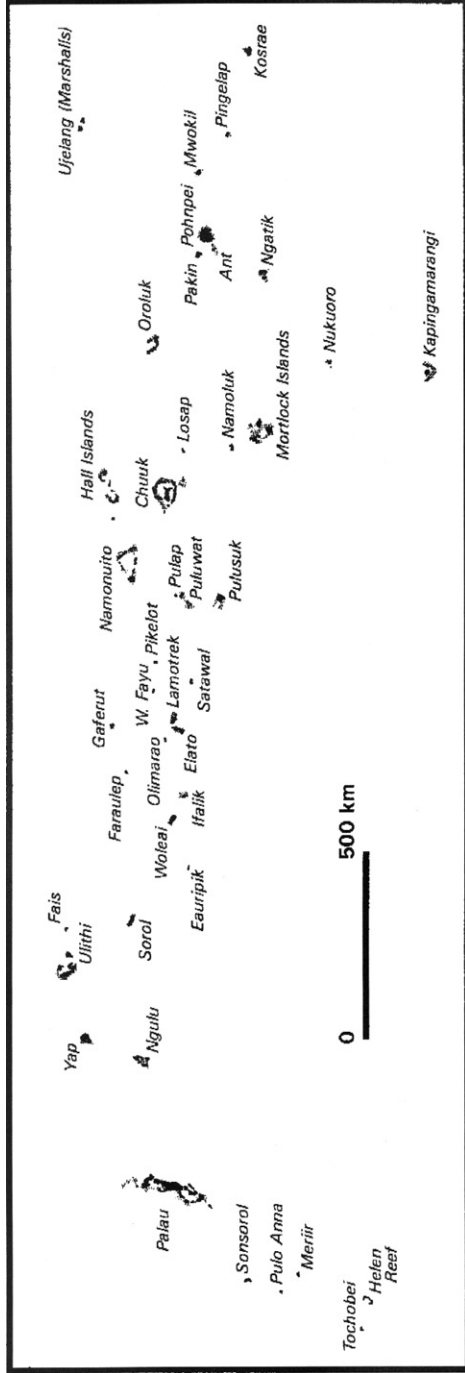 Ujelang (Marshalls)
Kosrae
Pingelap
Mwokil
Pohnpei
Pakin
Ant
Ngatik
Oroluk
Nukuoro
Kapingamarangi
Hall Islands
Chuuk
Losap
Namoluk
Mortlock Islands
Namonuito
Pulap
Puluwat
Pulusuk
Gaferut
W. Fayu
Pikelot
Lamotrek
Satawal
Faraulep
Olimarao
Elato
Woleai
Ifalik
Eauripik
Fais
Ulithi
Sorol
Yap
Ngulu
Palau
Sonsorol
Pulo Anna
Meriir
Tochobei
Helen
Reef
0
500 km